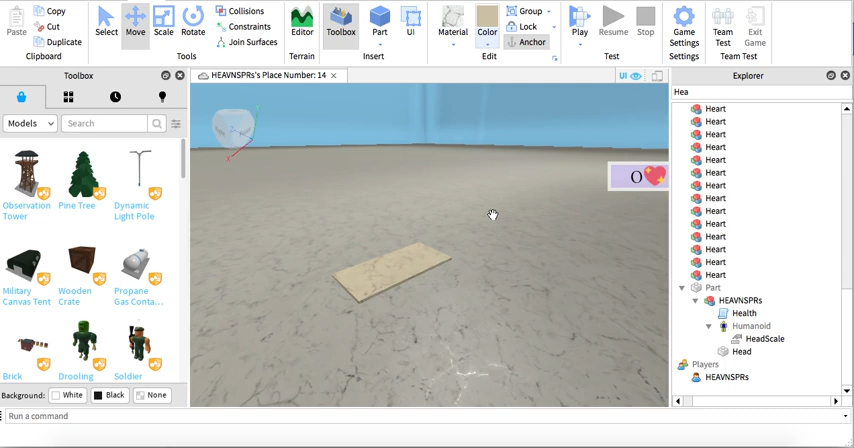 Paste
Copy
Cut
Duplicate
Clipboard
Select
Move
Scale
Rotate
Collisions
Constraints
Join Surfaces
Tools
Editor
Terrain
Toolbox
Part
UI
Insert
Material
Color
Group
Lock
Anchor
Edit
Play
Resume
Stop
Test
Game
Settings
Settings
Team
Test
Exit
Game
Team Test
Toolbox
HEAVNSPRs's Place Number: 14
UI
Explorer
Models
Search
Observation
Tower
Pine Tree
Dynamic
Light Pole
Military
Canvas Tent
Wooden
Crate
Propane
Gas Conta...
Brick
Drooling
Soldier
Background:
White
Black
None
O
Hea
Heart
Heart
Heart
Heart
Heart
Heart
Heart
Heart
Heart
Heart
Heart
Heart
Heart
Heart
Part
HEAVNSPRs
Health
Humanoid
HeadScale
Head
Players
HEAVNSPRs
Run a command